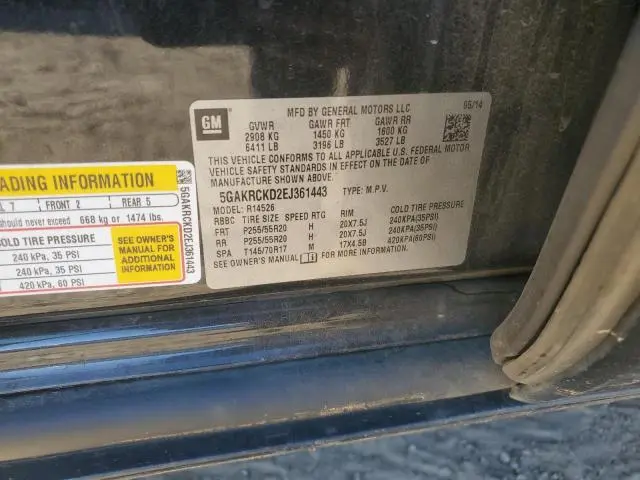 GM
MFD BY GENERAL MOTORS LLC 05/14
GVWR GAWR FRT GAWR RR
2908 KG 1450 KG 1600 KG
6411 LB 3196 LB 3527 LB
THIS VEHICLE CONFORMS TO ALL APPLICABLE U.S. FEDERAL MOTOR
VEHICLE SAFETY STANDARDS IN EFFECT ON THE DATE OF
MANUFACTURE SHOWN ABOVE.
5GAKRCKD2EJ361443 TYPE: M.P.V.
MODEL: R14526
RBBC TIRE SIZE SPEED RTG RIM COLD TIRE PRESSURE
FRT P255/55R20 H 20X7.5J 240KPA(35PSI)
RR P255/55R20 H 20X7.5J 240KPA(35PSI)
SPA T145/70R17 M 17X4.5B 420KPA(60PSI)
SEE OWNER'S MANUAL FOR MORE INFORMATION.
ADING INFORMATION
7 FRONT 2 REAR 5
should never exceed 668 kg or 1474 lbs.
COLD TIRE PRESSURE
240 kPa, 35 PSI
240 kPa, 35 PSI
420 kPa, 60 PSI
SEE OWNER'S
MANUAL FOR
ADDITIONAL
INFORMATION
5GAKRCKD2EJ361443